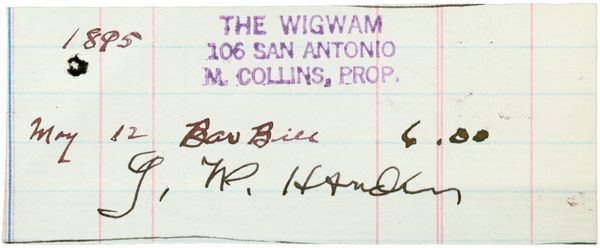 1895
THE WIGWAM
106 SAN ANTONIO
M. COLLINS, PROP.
May 12 Bar Bill 6.00
J. W. Hardin